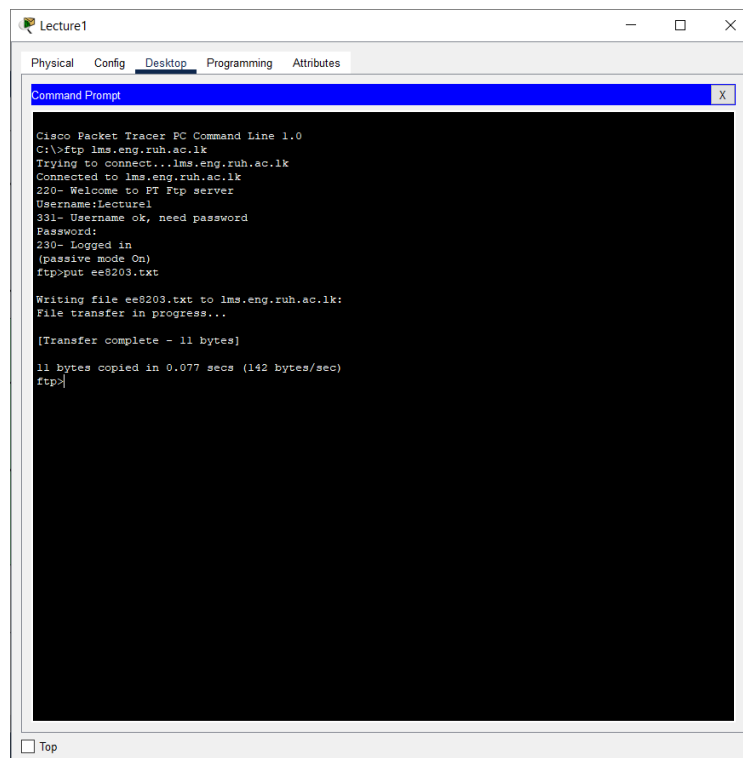 Lecture1
Physical Config Desktop Programming Attributes
Command Prompt X
Cisco Packet Tracer PC Command Line 1.0
C:\>ftp lms.eng.ruh.ac.lk
Trying to connect...lms.eng.ruh.ac.lk
Connected to lms.eng.ruh.ac.lk
220- Welcome to PT Ftp server
Username:Lecture1
331- Username ok, need password
Password:
230- Logged in
(passive mode On)
ftp>put ee8203.txt
Writing file ee8203.txt to lms.eng.ruh.ac.lk:
File transfer in progress...
[Transfer complete - 11 bytes]
11 bytes copied in 0.077 secs (142 bytes/sec)
ftp>
Top